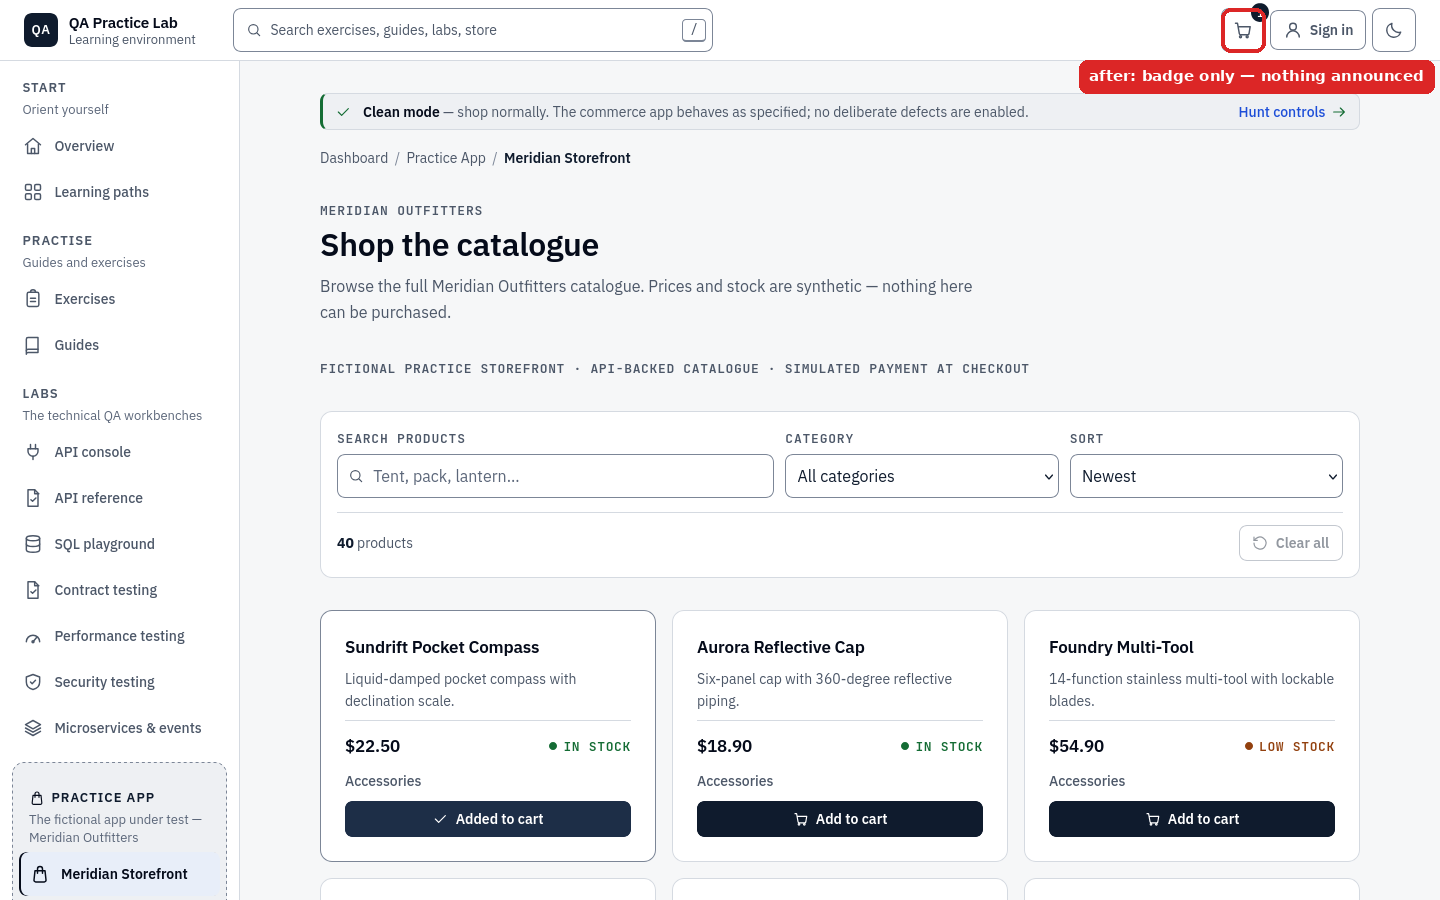 QA
QA Practice Lab
Learning environment
Search exercises, guides, labs, store
/
Sign in
after: badge only — nothing announced
START
Orient yourself
Overview
Learning paths
PRACTISE
Guides and exercises
Exercises
Guides
LABS
The technical QA workbenches
API console
API reference
SQL playground
Contract testing
Performance testing
Security testing
Microservices & events
PRACTICE APP
The fictional app under test —
Meridian Outfitters
Meridian Storefront
Clean mode — shop normally. The commerce app behaves as specified; no deliberate defects are enabled.
Hunt controls
Dashboard / Practice App / Meridian Storefront
MERIDIAN OUTFITTERS
Shop the catalogue
Browse the full Meridian Outfitters catalogue. Prices and stock are synthetic — nothing here
can be purchased.
FICTIONAL PRACTICE STOREFRONT · API-BACKED CATALOGUE · SIMULATED PAYMENT AT CHECKOUT
SEARCH PRODUCTS
Tent, pack, lantern...
CATEGORY
All categories
SORT
Newest
40 products
Clear all
Sundrift Pocket Compass
Liquid-damped pocket compass with
declination scale.
$22.50
IN STOCK
Accessories
Added to cart
Aurora Reflective Cap
Six-panel cap with 360-degree reflective
piping.
$18.90
IN STOCK
Accessories
Add to cart
Foundry Multi-Tool
14-function stainless multi-tool with lockable
blades.
$54.90
LOW STOCK
Accessories
Add to cart